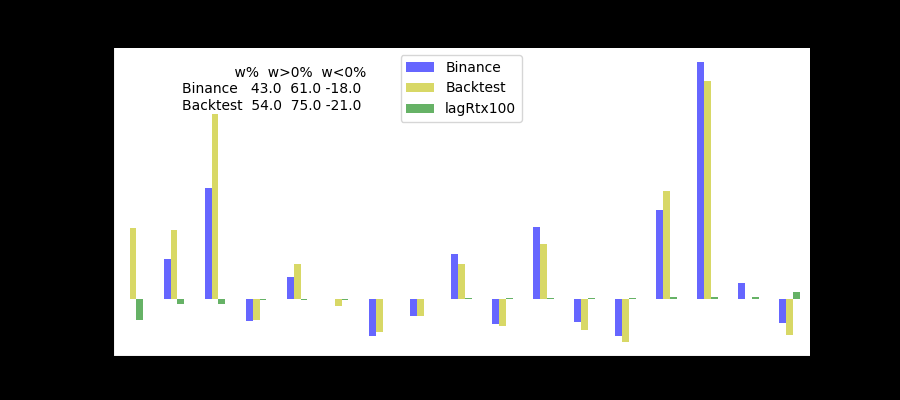 w% w>0% w<0%
Binance 43.0 61.0 -18.0
Backtest 54.0 75.0 -21.0
Binance
Backtest
lagRtx100